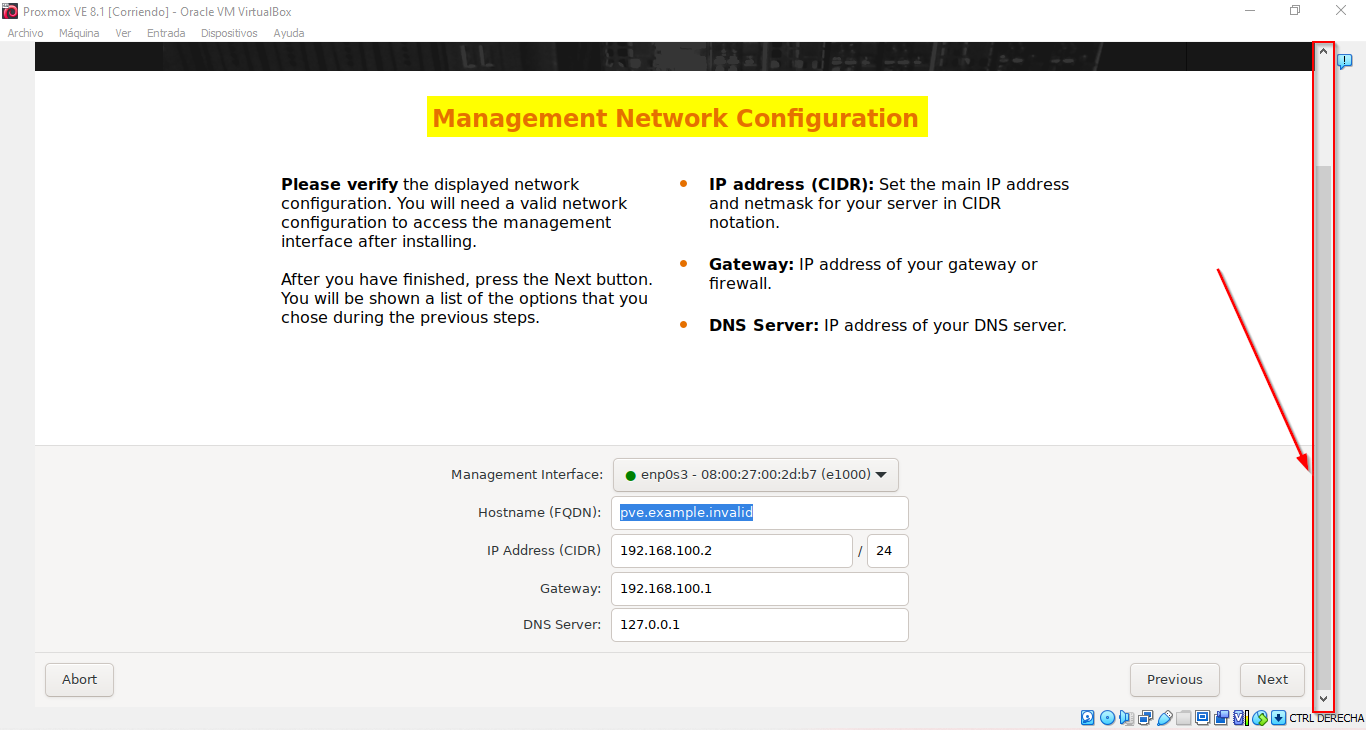 Proxmox VE 8.1 [Corriendo] - Oracle VM VirtualBox
Archivo Máquina Ver Entrada Dispositivos Ayuda
Management Network Configuration
Please verify the displayed network
configuration. You will need a valid network
configuration to access the management
interface after installing.
After you have finished, press the Next button.
You will be shown a list of the options that you
chose during the previous steps.
IP address (CIDR): Set the main IP address
and netmask for your server in CIDR
notation.
Gateway: IP address of your gateway or
firewall.
DNS Server: IP address of your DNS server.
Management Interface: enp0s3 - 08:00:27:00:2d:b7 (e1000)
Hostname (FQDN): pve.example.invalid
IP Address (CIDR) 192.168.100.2 / 24
Gateway: 192.168.100.1
DNS Server: 127.0.0.1
Abort Previous Next
CTRL DERECHA